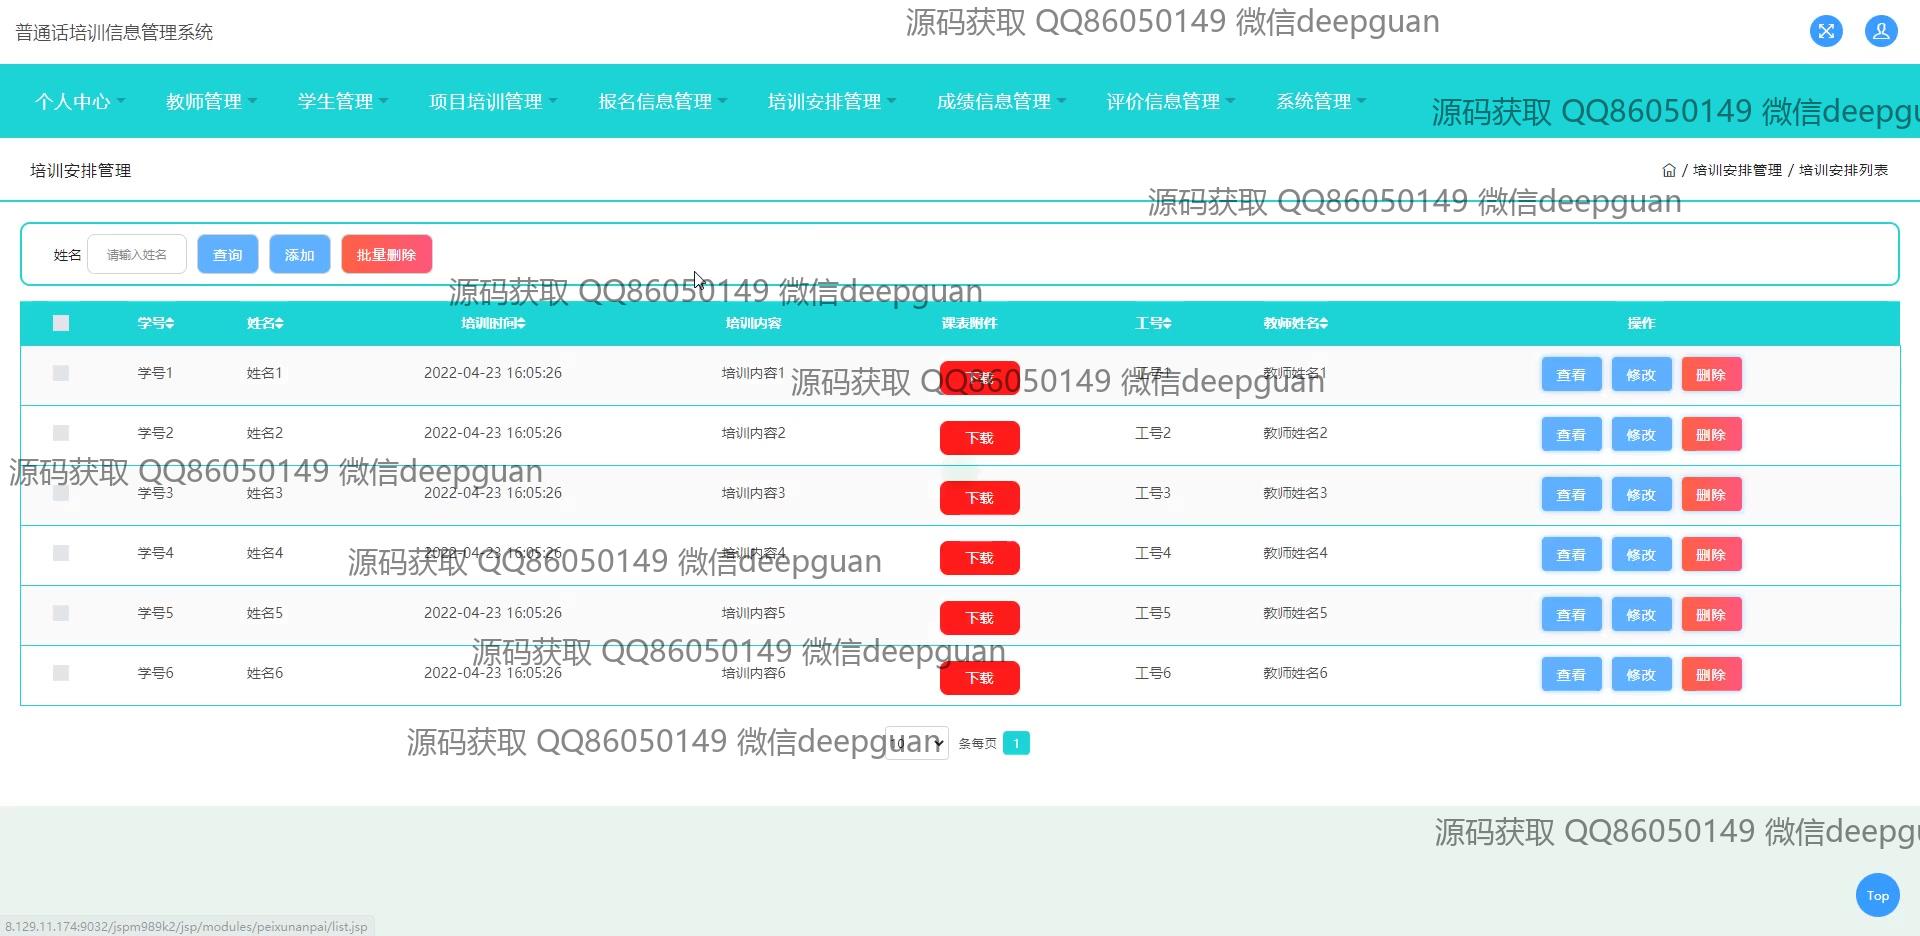 普通话培训信息管理系统
源码获取 QQ86050149 微信deepguan
个人中心 教师管理 学生管理 项目培训管理 报名信息管理 培训安排管理 成绩信息管理 评价信息管理 系统管理
源码获取 QQ86050149 微信deepgu
培训安排管理
/ 培训安排管理 / 培训安排列表
源码获取 QQ86050149 微信deepguan
姓名 请输入姓名 查询 添加 批量删除
源码获取 QQ86050149 微信deepguan
学号 姓名 培训时间 培训内容 课表附件 工号 教师姓名 操作
学号1 姓名1 2022-04-23 16:05:26 培训内容1 下载 工号1 教师姓名1 查看 修改 删除
源码获取 QQ86050149 微信deepguan
学号2 姓名2 2022-04-23 16:05:26 培训内容2 下载 工号2 教师姓名2 查看 修改 删除
源码获取 QQ86050149 微信deepguan
学号3 姓名3 2022-04-23 16:05:26 培训内容3 下载 工号3 教师姓名3 查看 修改 删除
学号4 姓名4 2022-04-23 16:05:26 培训内容4 下载 工号4 教师姓名4 查看 修改 删除
源码获取 QQ86050149 微信deepguan
学号5 姓名5 2022-04-23 16:05:26 培训内容5 下载 工号5 教师姓名5 查看 修改 删除
源码获取 QQ86050149 微信deepguan
学号6 姓名6 2022-04-23 16:05:26 培训内容6 下载 工号6 教师姓名6 查看 修改 删除
源码获取 QQ86050149 微信deepguan
10 条每页 1
源码获取 QQ86050149 微信deepgu
Top
8.129.11.174:9032/jspm989k2/jsp/modules/peixunanpai/list.jsp